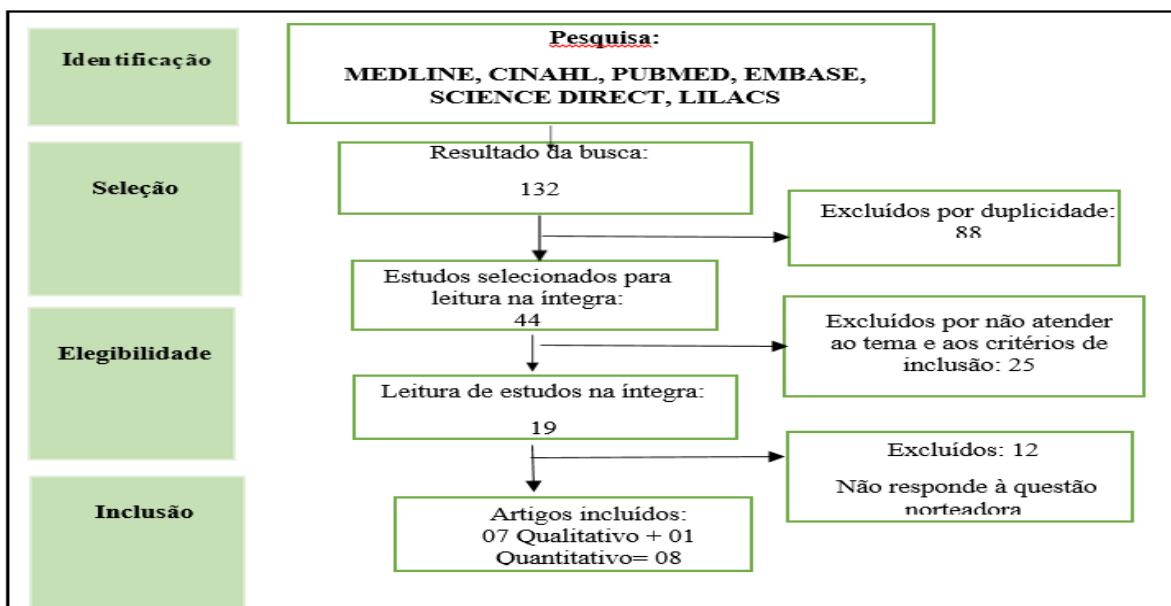 Identificação
Pesquisa:
MEDLINE, CINAHL, PUBMED, EMBASE,
SCIENCE DIRECT, LILACS
Seleção
Resultado da busca:
132
Excluídos por duplicidade:
88
Estudos selecionados para
leitura na íntegra:
44
Elegibilidade
Excluídos por não atender
ao tema e aos critérios de
inclusão: 25
Leitura de estudos na íntegra:
19
Excluídos: 12
Não responde à questão
norteadora
Inclusão
Artigos incluídos:
07 Qualitativo + 01
Quantitativo= 08